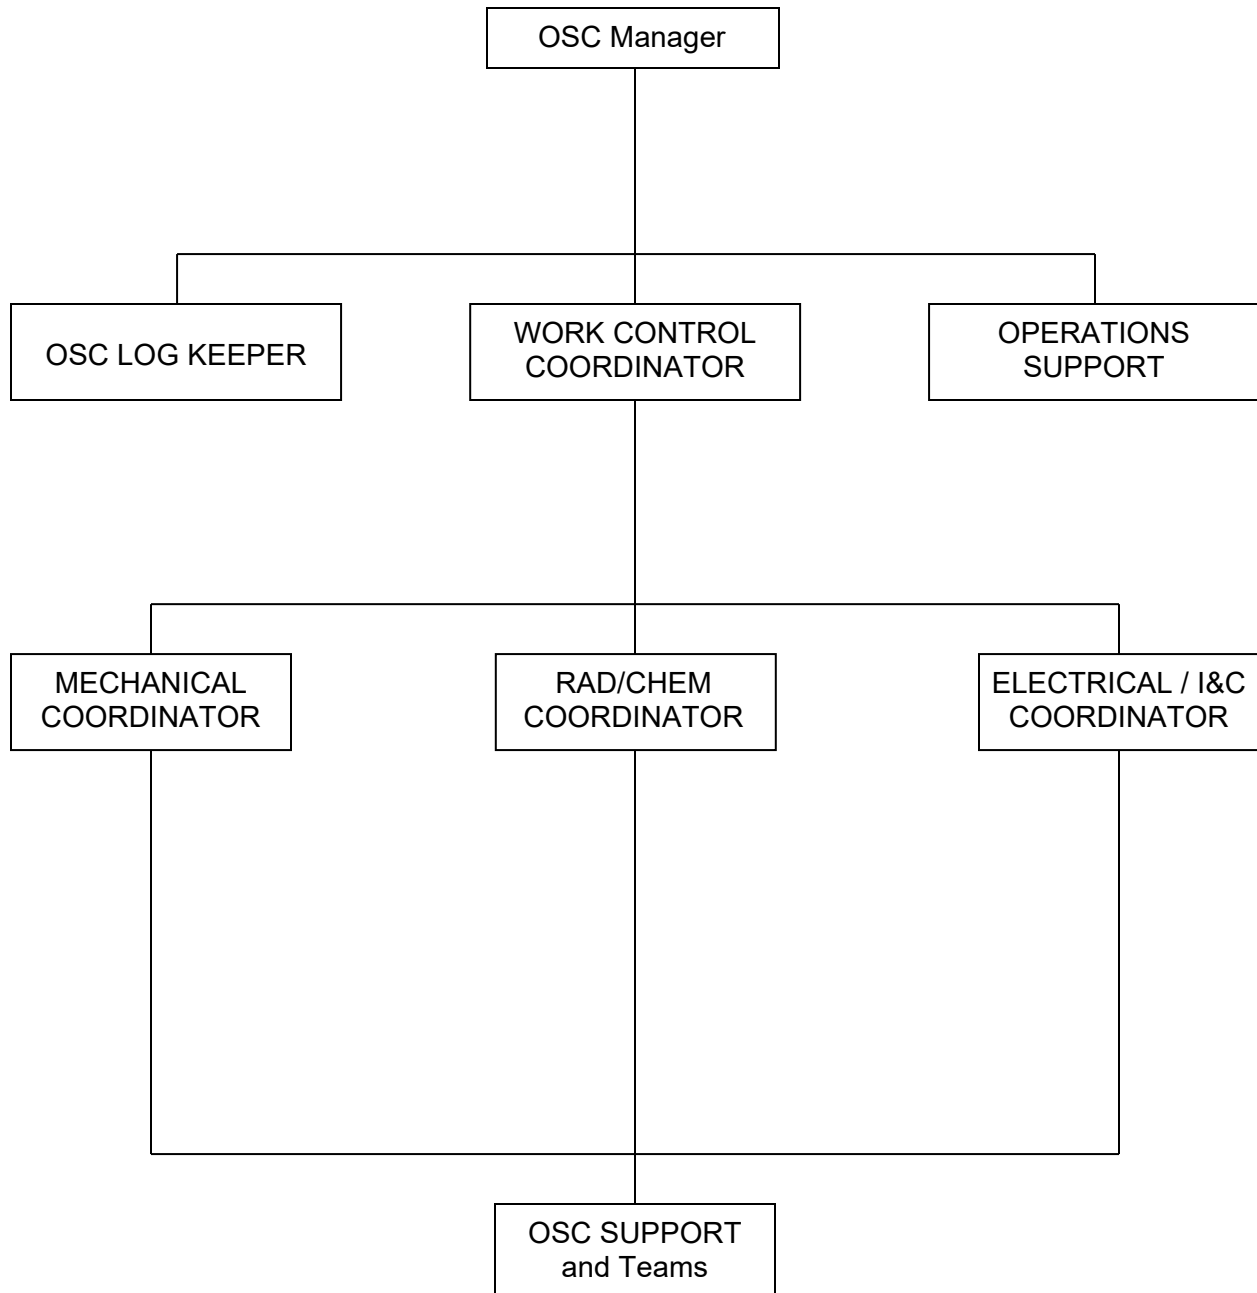 OSC Manager
OSC LOG KEEPER
WORK CONTROL
COORDINATOR
OPERATIONS
SUPPORT
MECHANICAL
COORDINATOR
RAD/CHEM
COORDINATOR
ELECTRICAL / I&C
COORDINATOR
OSC SUPPORT
and Teams